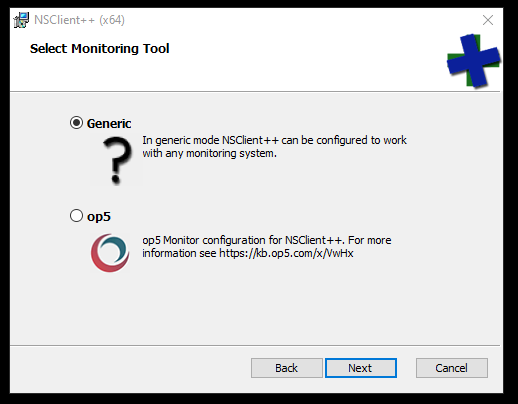 NSClient++ (x64)
Select Monitoring Tool
Generic
In generic mode NSClient++ can be configured to work
with any monitoring system.
?
op5
op5 Monitor configuration for NSClient++. For more
information see https://kb.op5.com/x/VwHx
Back
Next
Cancel